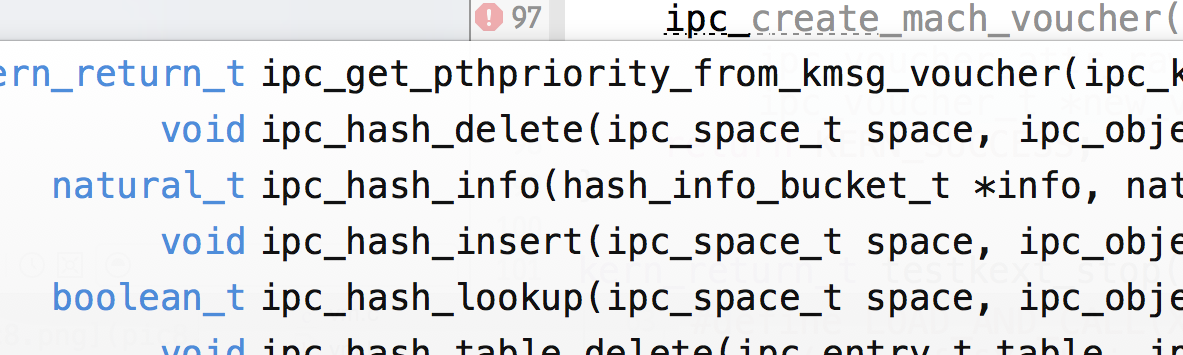 97 ipc_create_mach_voucher(
ern_return_t ipc_get_pthpriority_from_kmsg_voucher(ipc_k
void ipc_hash_delete(ipc_space_t space, ipc_obje
natural_t ipc_hash_info(hash_info_bucket_t *info, nat
void ipc_hash_insert(ipc_space_t space, ipc_obje
boolean_t ipc_hash_lookup(ipc_space_t space, ipc_obje
void ipc_hash_table_delete(ipc_entry_t table, ip